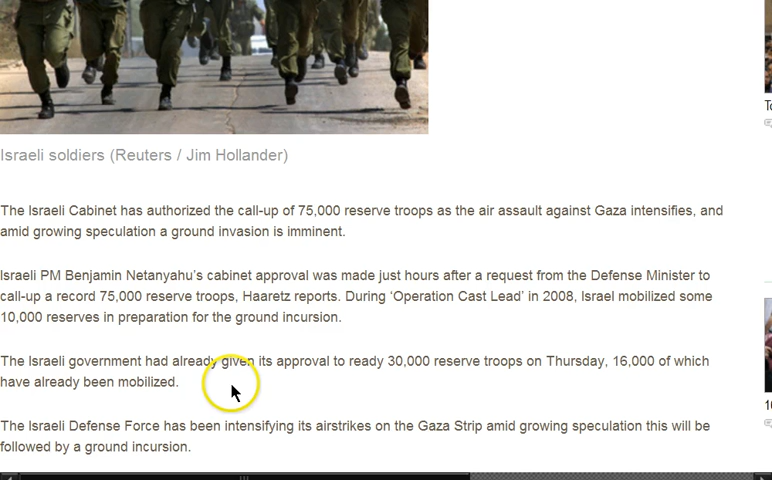 Israeli soldiers (Reuters / Jim Hollander)
The Israeli Cabinet has authorized the call-up of 75,000 reserve troops as the air assault against Gaza intensifies, and
amid growing speculation a ground invasion is imminent.
Israeli PM Benjamin Netanyahu's cabinet approval was made just hours after a request from the Defense Minister to
call-up a record 75,000 reserve troops, Haaretz reports. During ‘Operation Cast Lead’ in 2008, Israel mobilized some
10,000 reserves in preparation for the ground incursion.
The Israeli government had already given its approval to ready 30,000 reserve troops on Thursday, 16,000 of which
have already been mobilized.
The Israeli Defense Force has been intensifying its airstrikes on the Gaza Strip amid growing speculation this will be
followed by a ground incursion.